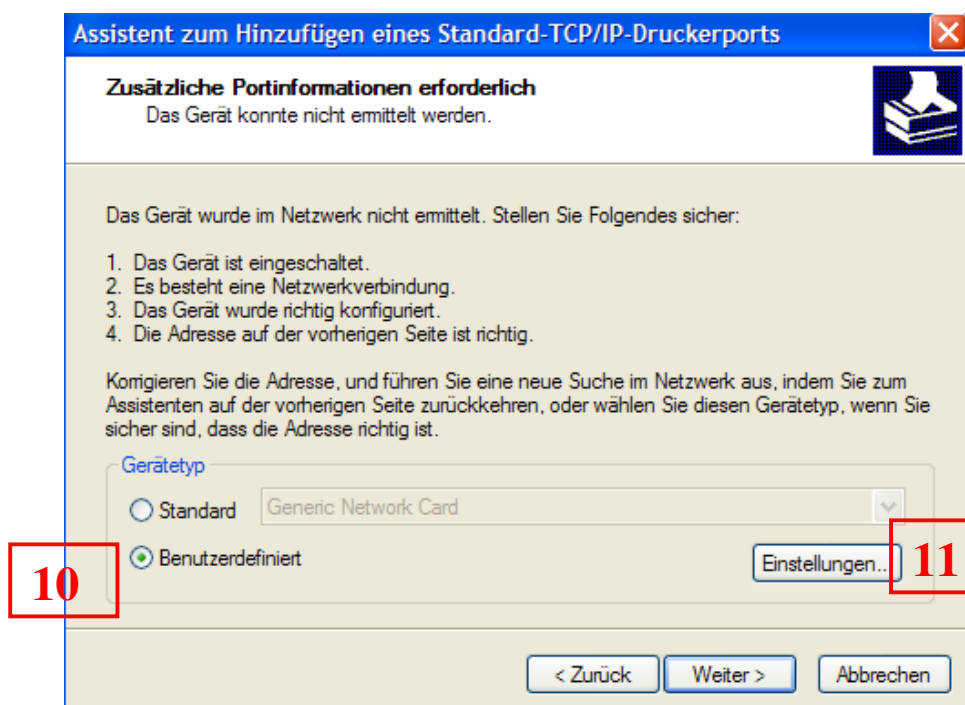 Assistent zum Hinzufügen eines Standard-TCP/IP-Druckerports
Zusätzliche Portinformationen erforderlich
Das Gerät konnte nicht ermittelt werden.
Das Gerät wurde im Netzwerk nicht ermittelt. Stellen Sie Folgendes sicher:
1. Das Gerät ist eingeschaltet.
2. Es besteht eine Netzwerkverbindung.
3. Das Gerät wurde richtig konfiguriert.
4. Die Adresse auf der vorherigen Seite ist richtig.
Korrigieren Sie die Adresse, und führen Sie eine neue Suche im Netzwerk aus, indem Sie zum
Assistenten auf der vorherigen Seite zurückkehren, oder wählen Sie diesen Gerätetyp, wenn Sie
sicher sind, dass die Adresse richtig ist.
Gerätetyp
Standard Generic Network Card
10 Benutzerdefiniert Einstellungen.. 11
< Zurück Weiter > Abbrechen